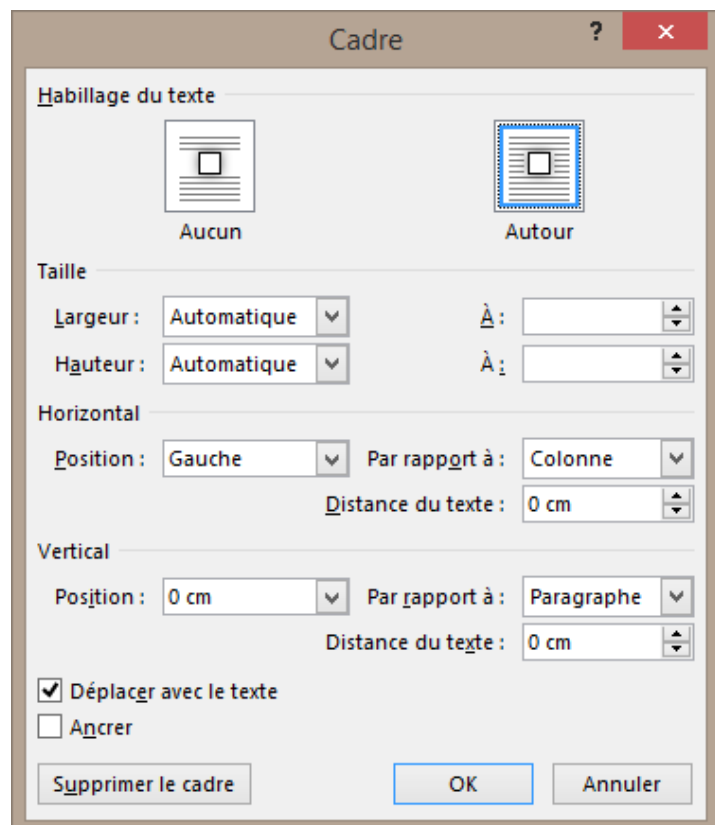 Cadre ?
Habillage du texte
Aucun Autour
Taille
Largeur : Automatique À :
Hauteur : Automatique À :
Horizontal
Position : Gauche Par rapport à : Colonne
Distance du texte : 0 cm
Vertical
Position : 0 cm Par rapport à : Paragraphe
Distance du texte : 0 cm
Déplacer avec le texte
Ancrer
Supprimer le cadre OK Annuler